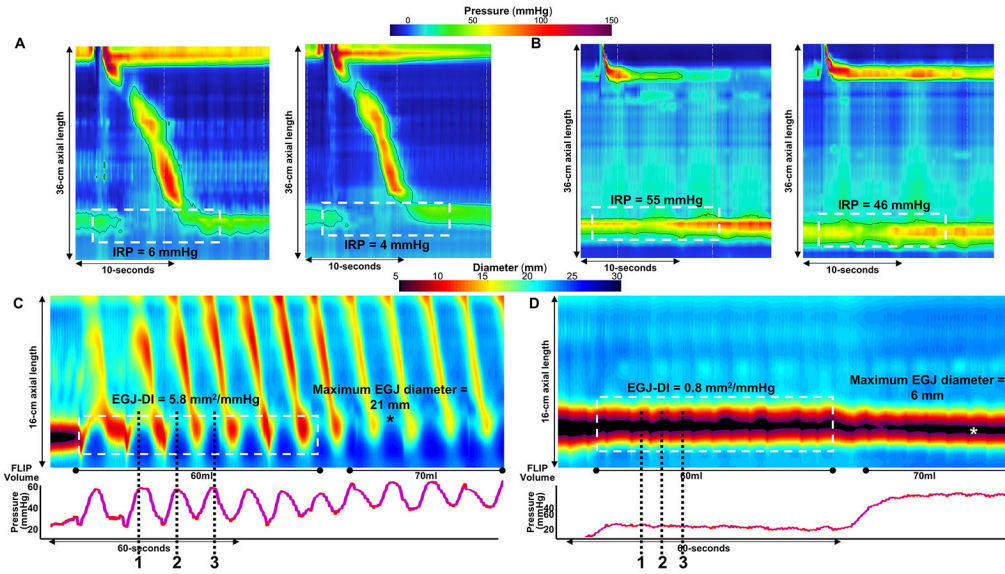 Pressure (mmHg)
0 50 100 150
A
B
36-cm axial length
36-cm axial length
36-cm axial length
36-cm axial length
IRP = 6 mmHg
IRP = 4 mmHg
IRP = 55 mmHg
IRP = 46 mmHg
10-seconds
10-seconds
10-seconds
10-seconds
Diameter (mm)
5 10 15 20 25 30
C
D
16-cm axial length
16-cm axial length
EGJ-DI = 5.8 mm²/mmHg
Maximum EGJ diameter =
21 mm
*
EGJ-DI = 0.8 mm²/mmHg
Maximum EGJ diameter =
6 mm
*
FLIP
Volume
60ml
70ml
FLIP
Volume
60ml
70ml
Pressure
(mmHg)
60
40
20
Pressure
(mmHg)
60
40
20
60-seconds
60-seconds
1 2 3
1 2 3